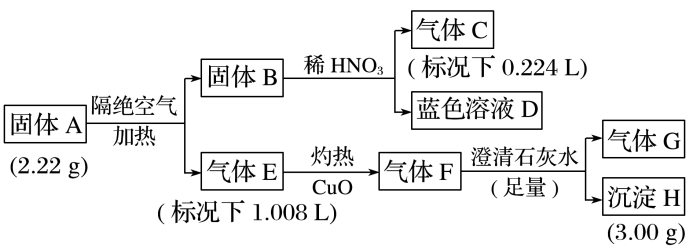 固体 A
(2.22 g)
隔绝空气
加热
固体 B
稀 HNO₃
气体 C
(标况下 0.224 L)
蓝色溶液 D
气体 E
(标况下 1.008 L)
灼热
CuO
气体 F
澄清石灰水
(足量)
气体 G
沉淀 H
(3.00 g)